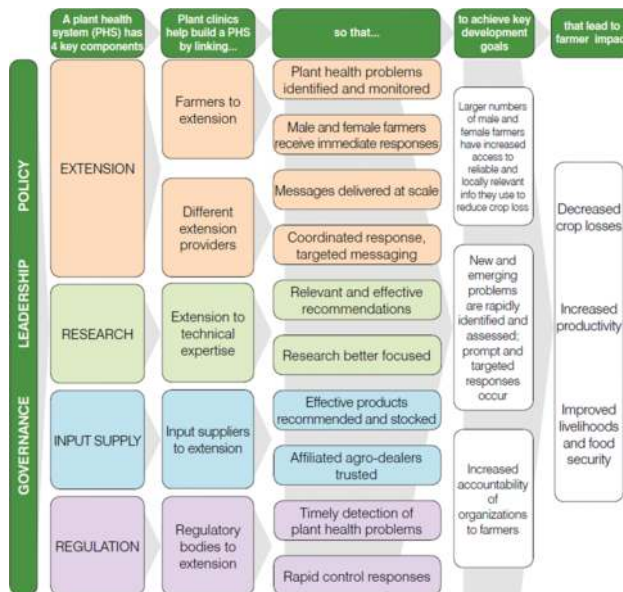 A plant health
system (PHS) has
4 key components
Plant clinics
help build a PHS
by linking...
so that...
to achieve key
development
goals
that lead to
farmer impact
POLICY
LEADERSHIP
GOVERNANCE
EXTENSION
Farmers to
extension
Different
extension
providers
Plant health problems
identified and monitored
Male and female farmers
receive immediate responses
Messages delivered at scale
Coordinated response,
targeted messaging
RESEARCH
Extension to
technical
expertise
Relevant and effective
recommendations
Research better focused
INPUT SUPPLY
Input suppliers
to extension
Effective products
recommended and stocked
Affiliated agro-dealers
trusted
REGULATION
Regulatory
bodies to
extension
Timely detection of
plant health problems
Rapid control responses
Larger numbers
of male and
female farmers
have increased
access to
reliable and
locally relevant
info they use to
reduce crop loss
New and
emerging
problems
are rapidly
identified and
assessed;
prompt and
targeted
responses
occur
Increased
accountability
of
organizations
to farmers
Decreased
crop losses
Increased
productivity
Improved
livelihoods
and food
security